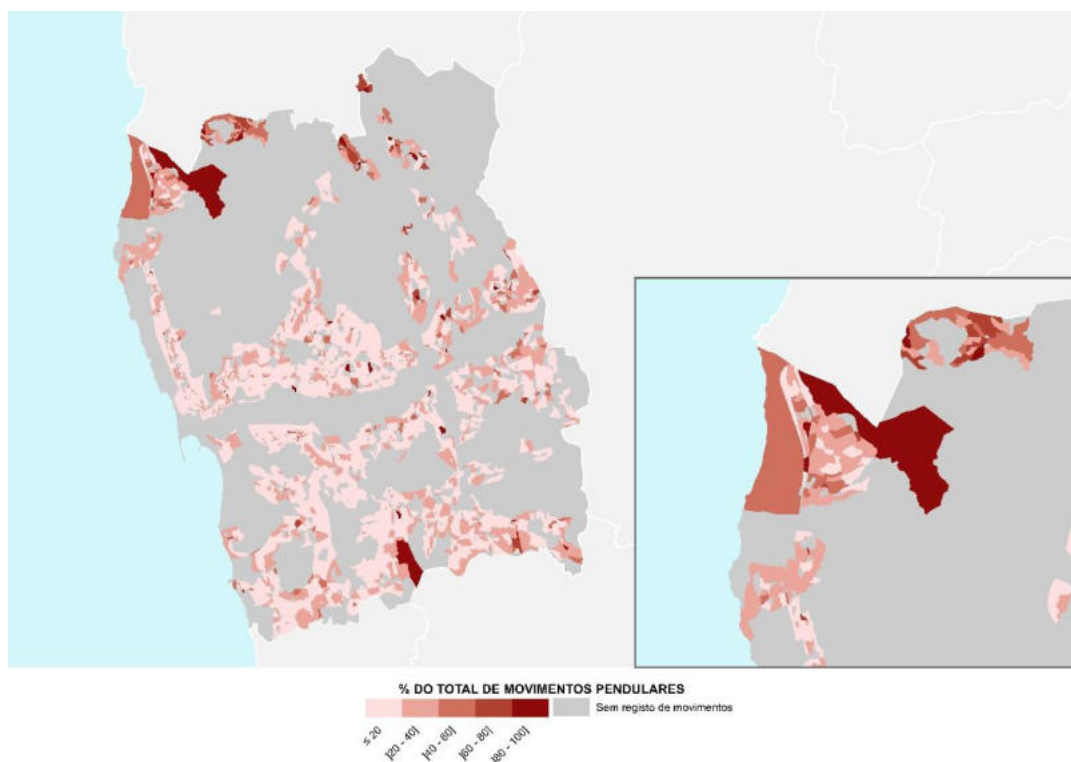 % DO TOTAL DE MOVIMENTOS PENDULARES
Sem registo de movimentos
≤ 20
]20 - 40]
]40 - 60]
]60 - 80]
]80 - 100]